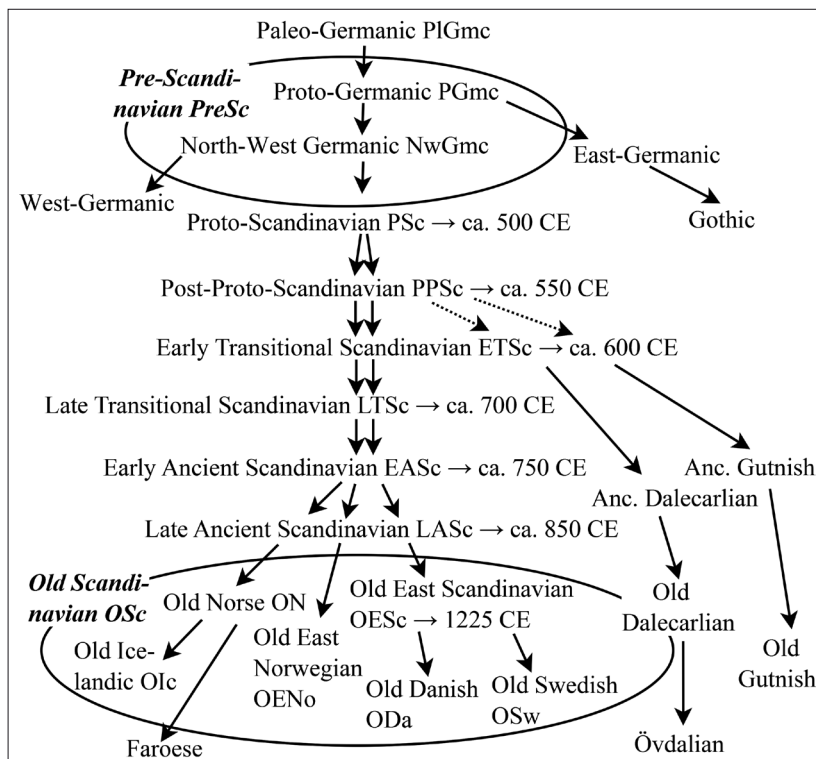 Paleo-Germanic PlGmc
Pre-Scandi-
navian PreSc
Proto-Germanic PGmc
North-West Germanic NwGmc
East-Germanic
West-Germanic
Gothic
Proto-Scandinavian PSc → ca. 500 CE
Post-Proto-Scandinavian PPSc → ca. 550 CE
Early Transitional Scandinavian ETSc → ca. 600 CE
Late Transitional Scandinavian LTSc → ca. 700 CE
Early Ancient Scandinavian EASc → ca. 750 CE
Anc. Gutnish
Anc. Dalecarlian
Late Ancient Scandinavian LASc → ca. 850 CE
Old Scandi-
navian OSc
Old Norse ON
Old East Scandinavian
OESc → 1225 CE
Old
Dalecarlian
Old Ice-
landic OIc
Old East
Norwegian
OENo
Old Danish
ODa
Old Swedish
OSw
Old
Gutnish
Faroese
Övdalian